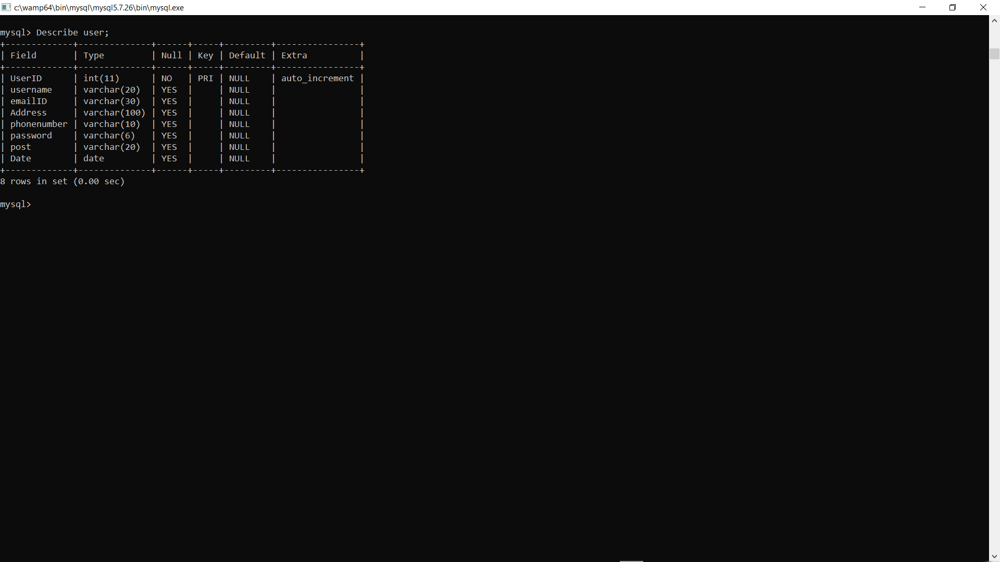 c:\wamp64\bin\mysql\mysql5.7.26\bin\mysql.exe
mysql> Describe user;
+-------------+--------------+------+-----+---------+----------------+
| Field       | Type         | Null | Key | Default | Extra          |
+-------------+--------------+------+-----+---------+----------------+
| UserID      | int(11)      | NO   | PRI | NULL    | auto_increment |
| username    | varchar(20)  | YES  |     | NULL    |                |
| emailID     | varchar(30)  | YES  |     | NULL    |                |
| Address     | varchar(100) | YES  |     | NULL    |                |
| phonenumber | varchar(10)  | YES  |     | NULL    |                |
| password    | varchar(6)   | YES  |     | NULL    |                |
| post        | varchar(20)  | YES  |     | NULL    |                |
| Date        | date         | YES  |     | NULL    |                |
+-------------+--------------+------+-----+---------+----------------+
8 rows in set (0.00 sec)
mysql>